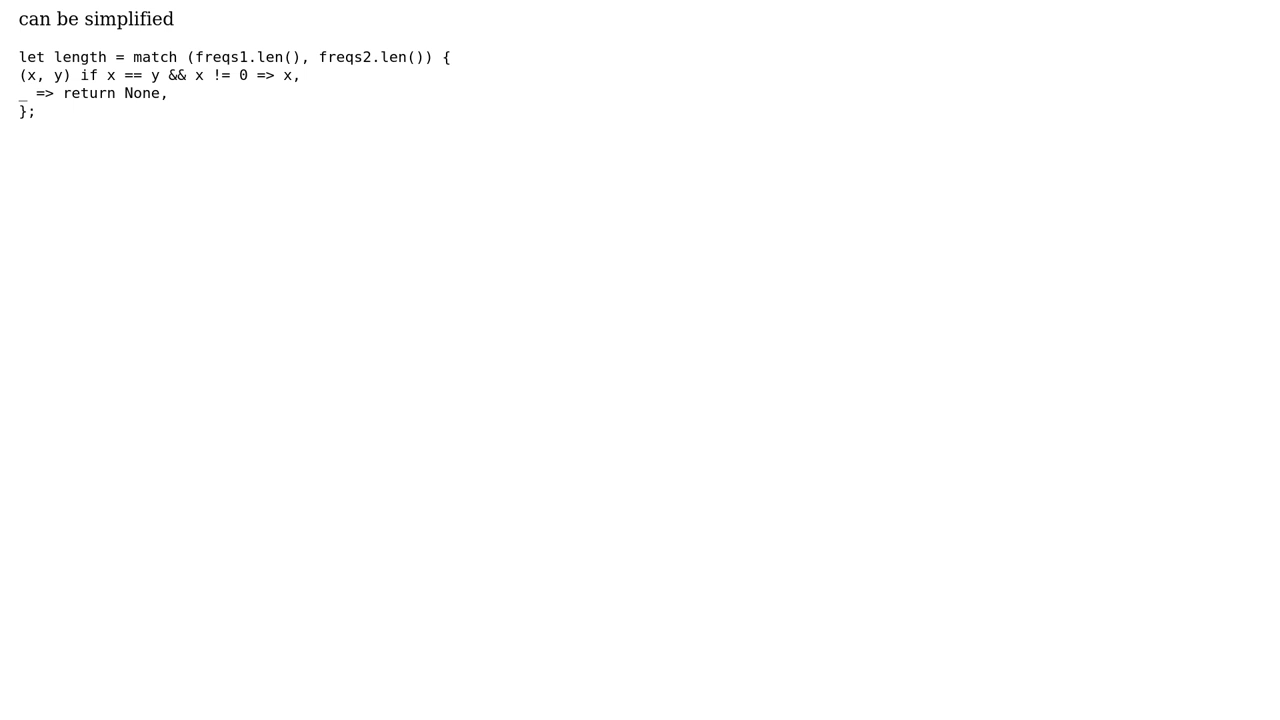 can be simplified
let length = match (freqs1.len(), freqs2.len()) {
(x, y) if x == y && x != 0 => x,
_ => return None,
};